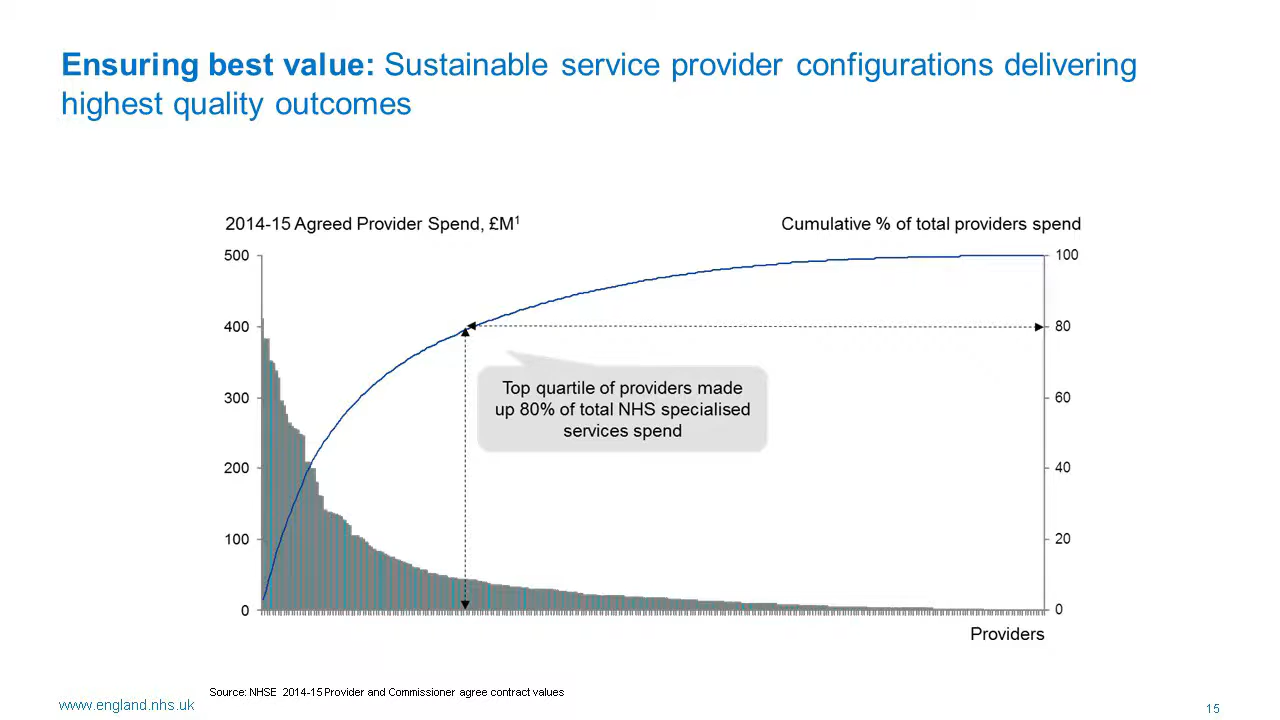 Ensuring best value: Sustainable service provider configurations delivering
highest quality outcomes
2014-15 Agreed Provider Spend, £M1
Cumulative % of total providers spend
500
400
300
200
100
0
100
80
60
40
20
0
Top quartile of providers made
up 80% of total NHS specialised
services spend
Providers
Source: NHSE 2014-15 Provider and Commissioner agree contract values
www.england.nhs.uk
15